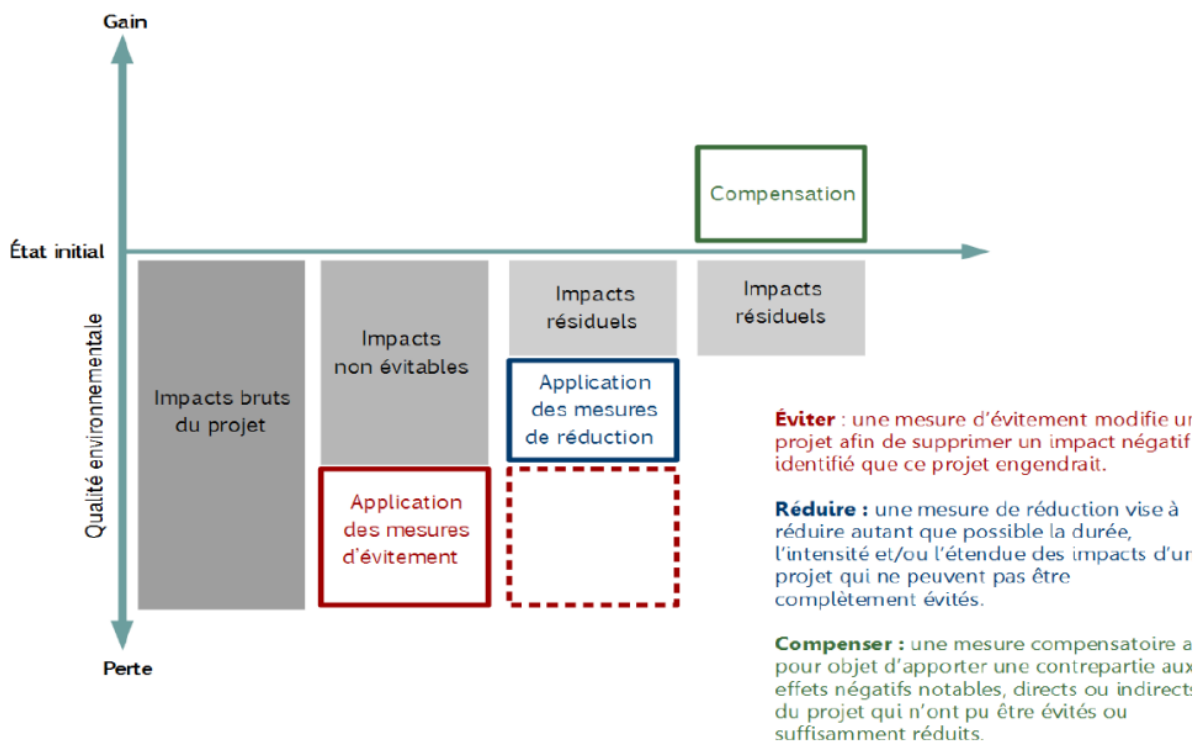 Gain
Compensation
État initial
Impacts
résiduels
Impacts
résiduels
Impacts
non évitables
Impacts bruts
du projet
Application
des mesures
de réduction
Application
des mesures
d'évitement
Qualité environnementale
Perte
Éviter : une mesure d'évitement modifie un
projet afin de supprimer un impact négatif
identifié que ce projet engendrait.
Réduire : une mesure de réduction vise à
réduire autant que possible la durée,
l'intensité et/ou l'étendue des impacts d'un
projet qui ne peuvent pas être
complètement évités.
Compenser : une mesure compensatoire a
pour objet d'apporter une contrepartie aux
effets négatifs notables, directs ou indirects
du projet qui n'ont pu être évités ou
suffisamment réduits.